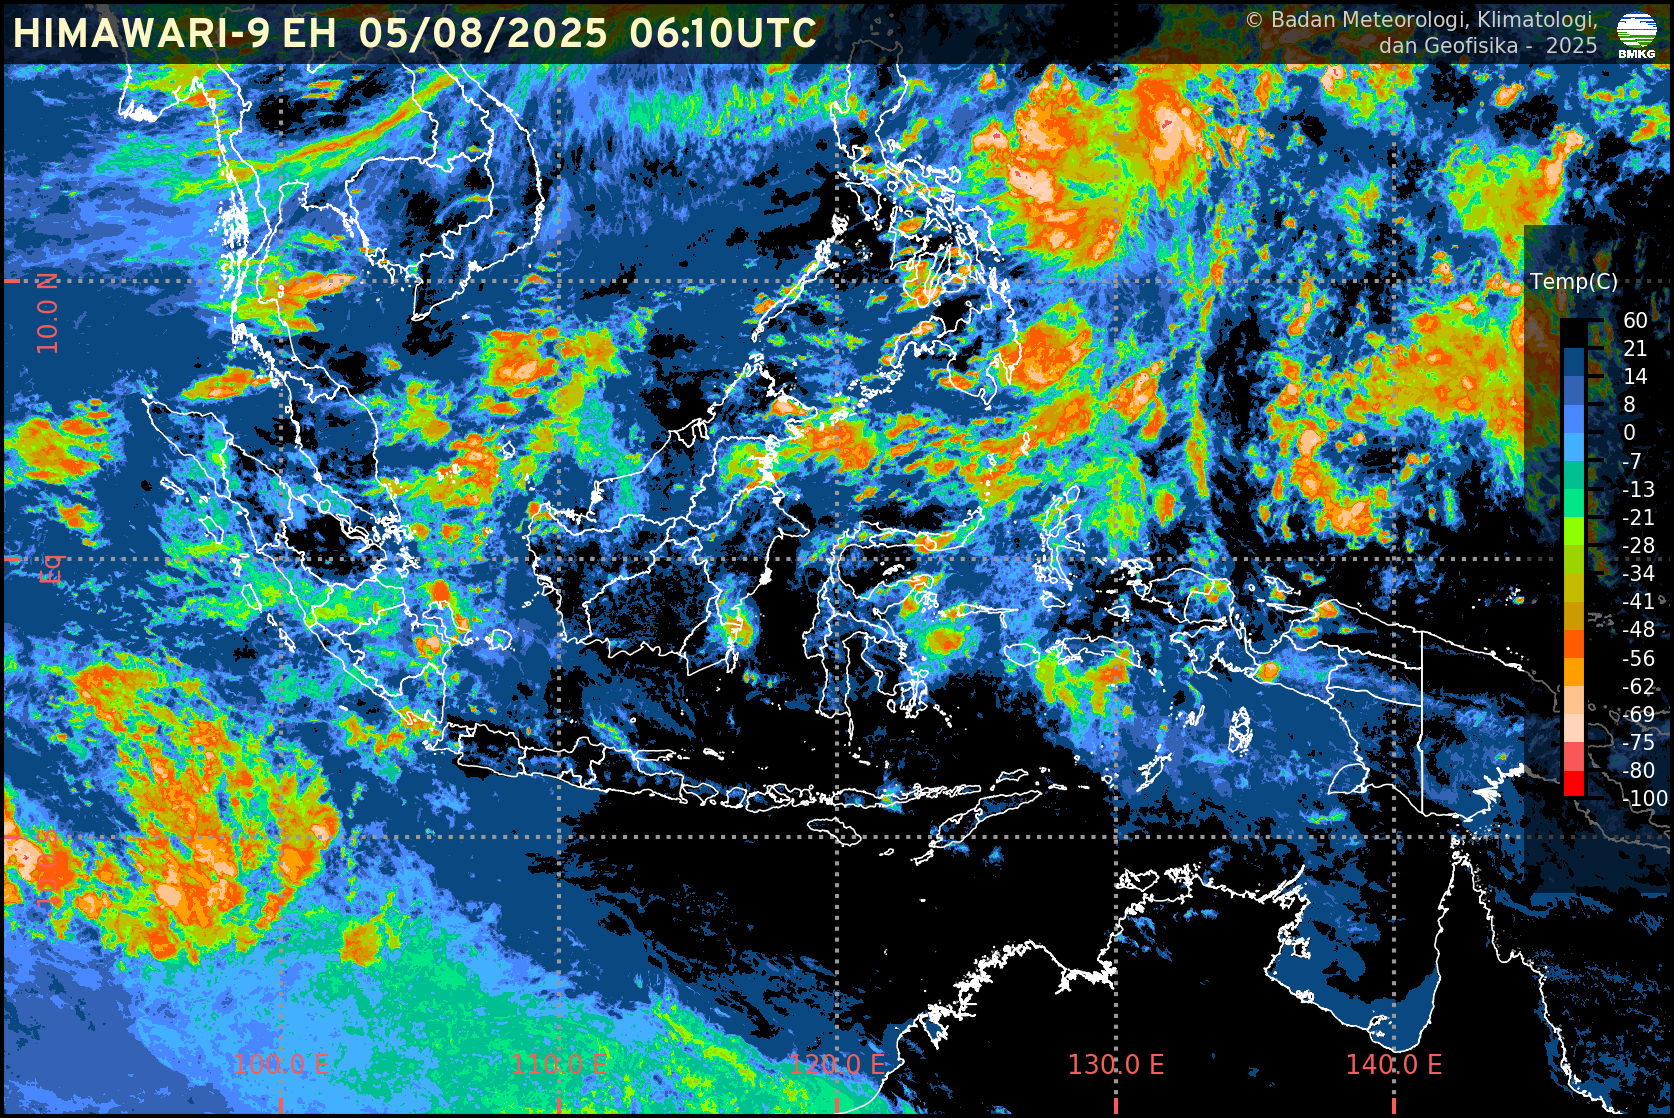 HIMAWARI-9 EH 05/08/2025 06:10UTC
© Badan Meteorologi, Klimatologi,
dan Geofisika - 2025
BMKG
10.0 N
Eq
Temp(C)
60
21
14
8
0
-7
-13
-21
-28
-34
-41
-48
-56
-62
-69
-75
-80
-100
100.0 E
110.0 E
120.0 E
130.0 E
140.0 E